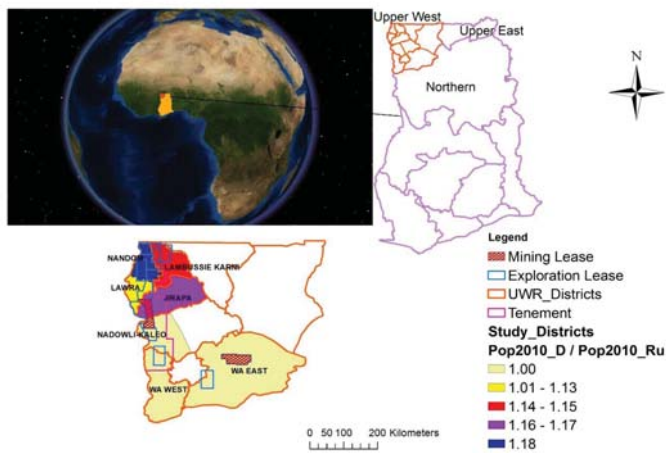 Upper West
Upper East
Northern
N
Legend
Mining Lease
Exploration Lease
UWR_Districts
Tenement
Study_Districts
Pop2010_D / Pop2010_Ru
1.00
1.01 - 1.13
1.14 - 1.15
1.16 - 1.17
1.18
NANDOM
LAMBUSSIE KARNI
LAWRA
JIRAPA
NADOWLI-KALEO
WA EAST
WA WEST
0 50 100 200 Kilometers